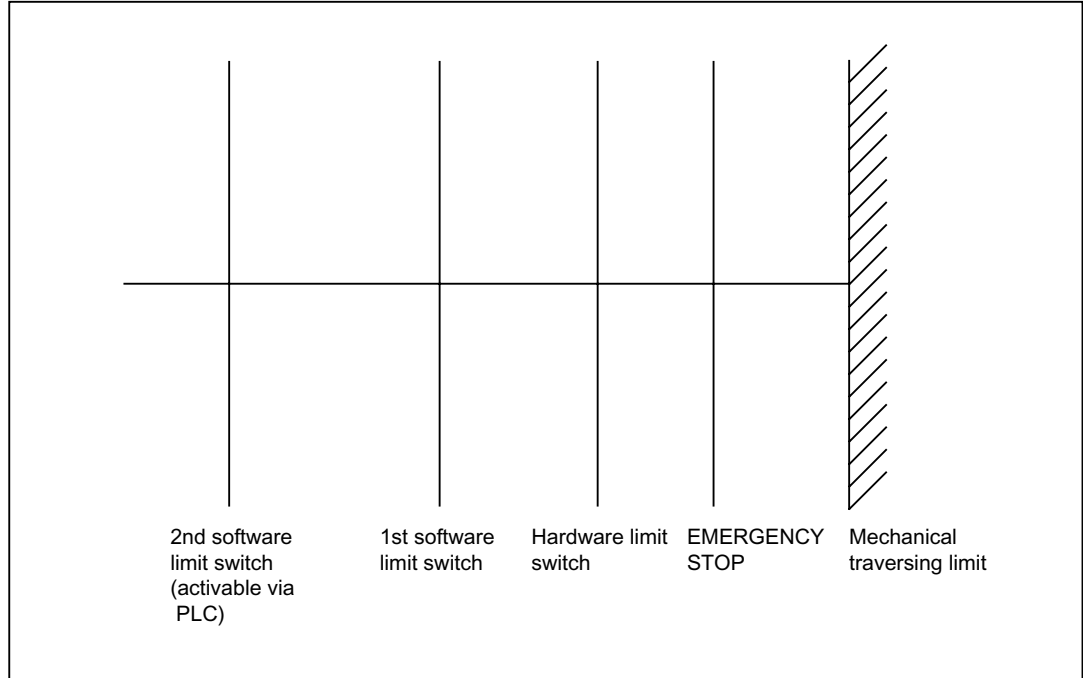 2nd software
limit switch
(activable via
PLC)
1st software
limit switch
Hardware limit
switch
EMERGENCY
STOP
Mechanical
traversing limit